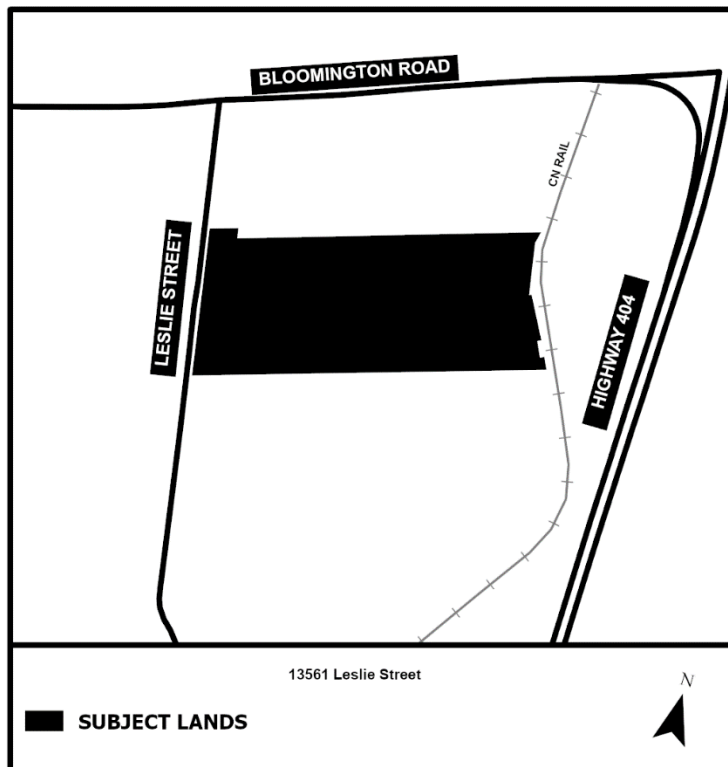 BLOOMINGTON ROAD
CN RAIL
LESLIE STREET
HIGHWAY 404
13561 Leslie Street
N
SUBJECT LANDS